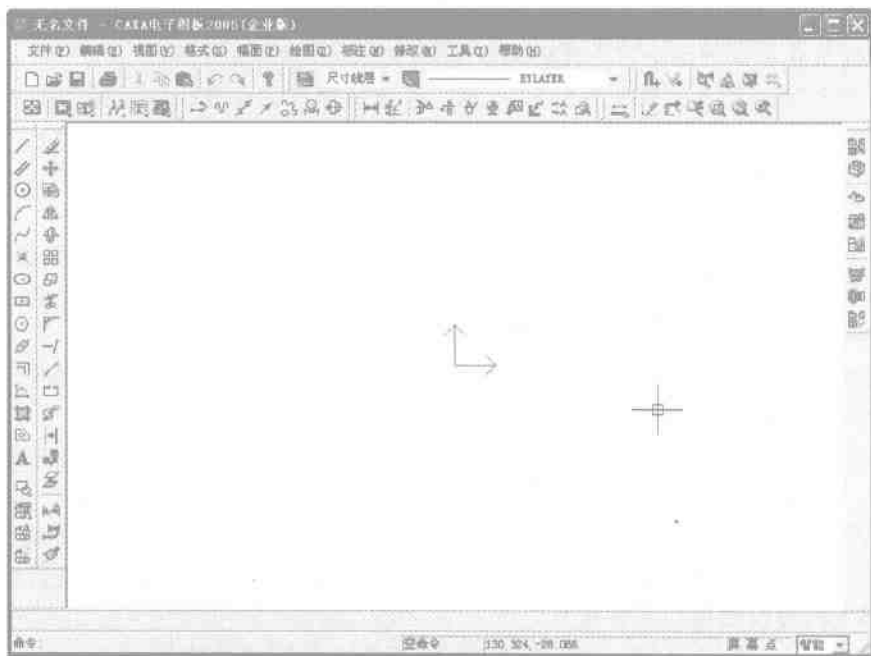 无名文件 - CAXA电子图板2005(企业版)
文件(F) 编辑(E) 视图(V) 格式(S) 幅面(P) 绘图(D) 标注(M) 修改(M) 工具(T) 帮助(H)
尺寸线层 BYLAYER
A
命令: 空命令 130.324,-28.086 屏幕点 智能